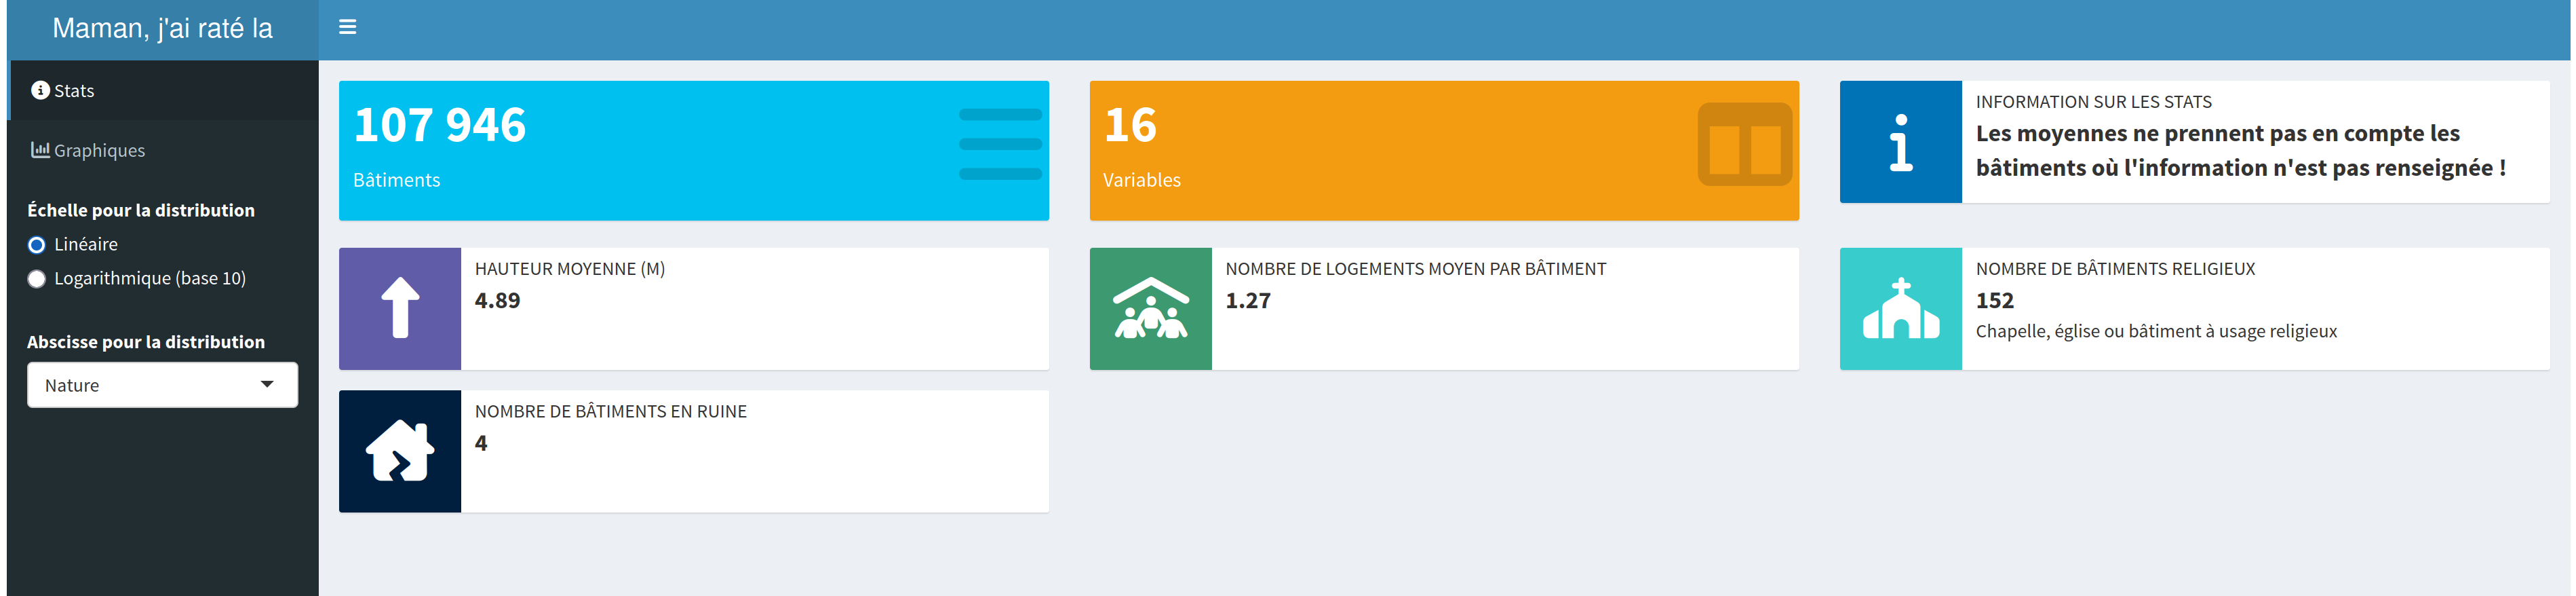 Maman, j'ai raté la
Stats
Graphiques
Échelle pour la distribution
Linéaire
Logarithmique (base 10)
Abscisse pour la distribution
Nature
107 946
Bâtiments
16
Variables
INFORMATION SUR LES STATS
Les moyennes ne prennent pas en compte les
bâtiments où l'information n'est pas renseignée !
HAUTEUR MOYENNE (M)
4.89
NOMBRE DE LOGEMENTS MOYEN PAR BÂTIMENT
1.27
NOMBRE DE BÂTIMENTS RELIGIEUX
152
Chapelle, église ou bâtiment à usage religieux
NOMBRE DE BÂTIMENTS EN RUINE
4